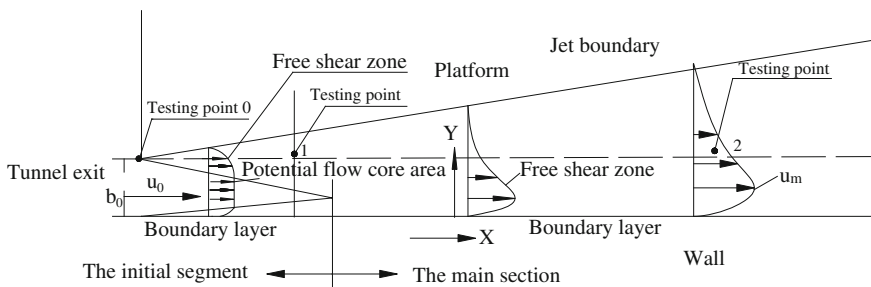 Jet boundary
Free shear zone
Platform
Testing point
Testing point 0
Testing point
1
Y
2
Tunnel exit
Potential flow core area
Free shear zone
u0
b0
um
Boundary layer
X
Boundary layer
Wall
The initial segment
The main section